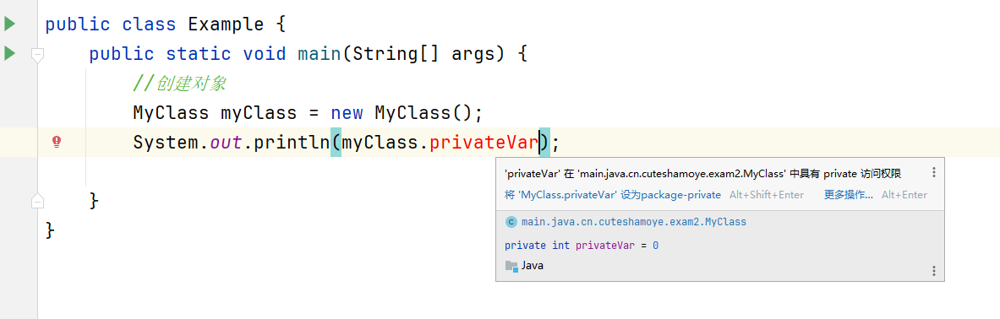 public class Example {
public static void main(String[] args) {
//创建对象
MyClass myClass = new MyClass();
System.out.println(myClass.privateVar);
'privateVar' 在 'main.java.cn.cuteshamoye.exam2.MyClass' 中具有 private 访问权限
将 'MyClass.privateVar' 设为package-private Alt+Shift+Enter 更多操作... Alt+Enter
C main.java.cn.cuteshamoye.exam2.MyClass
private int privateVar = 0
Java
}
}